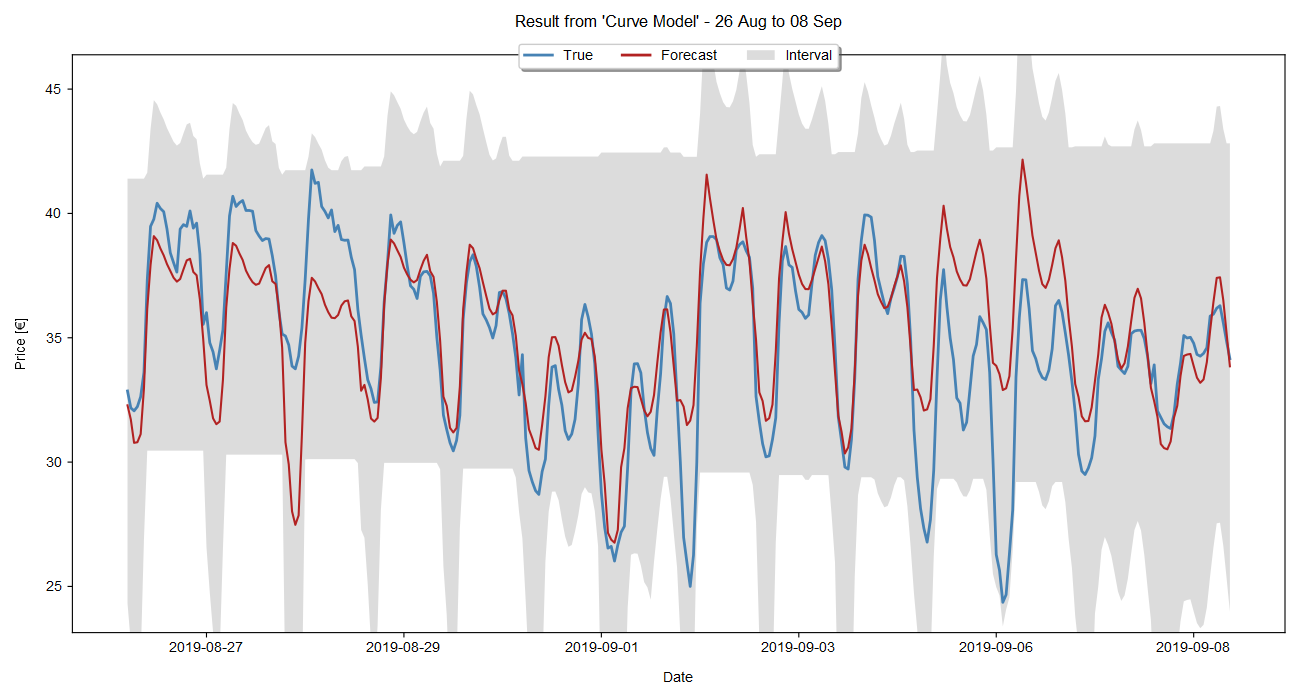 Result from 'Curve Model' - 26 Aug to 08 Sep
True Forecast Interval
45
40
35
30
25
Price [€]
2019-08-27 2019-08-29 2019-09-01 2019-09-03 2019-09-06 2019-09-08
Date